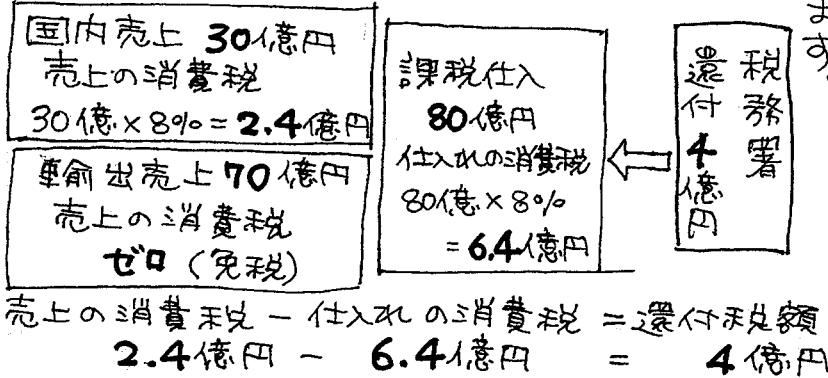 国内売上 30億円
売上の消費税
30億×8%=2.4億円
輸出売上70億円
売上の消費税
ゼロ(免税)
課税仕入
80億円
仕入れの消費税
80億×8%
=6.4億円
税務署
還付4億円
ます。
売上の消費税-仕入れの消費税=還付税額
2.4億円 - 6.4億円 = 4億円